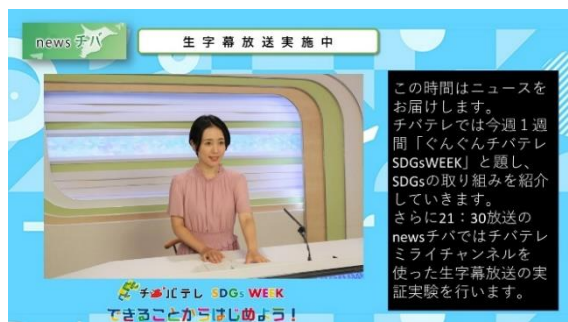 newsチバ
生字幕放送実施中
この時間はニュースを
お届けします。
チバテレでは今週１週
間「ぐんぐんチバテレ
SDGsWEEK」と題し、
SDGsの取り組みを紹介
していきます。
さらに21：30放送の
newsチバではチバテレ
ミライチャンネルを
使った生字幕放送の実
証実験を行います。
チバテレ SDGs WEEK
できることからはじめよう！